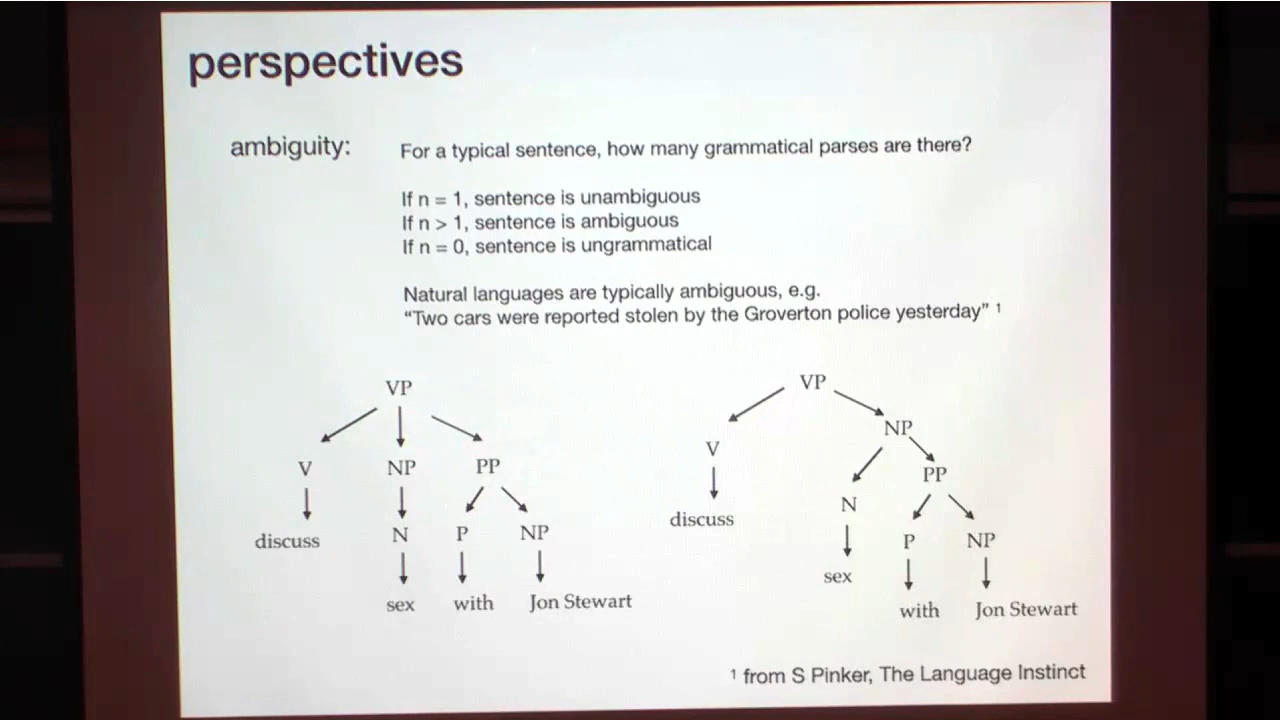 perspectives
ambiguity: For a typical sentence, how many grammatical parses are there?
If n = 1, sentence is unambiguous
If n > 1, sentence is ambiguous
If n = 0, sentence is ungrammatical
Natural languages are typically ambiguous, e.g.
“Two cars were reported stolen by the Groverton police yesterday” ¹
VP
V NP PP
discuss N P NP
sex with Jon Stewart
VP
NP
V PP
discuss N P NP
sex with Jon Stewart
¹ from S Pinker, The Language Instinct